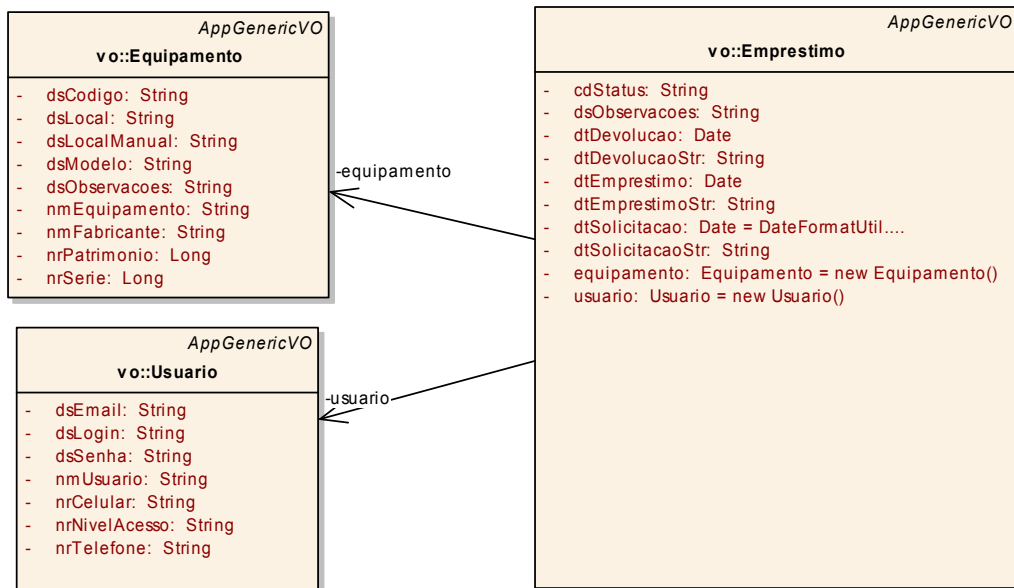 AppGenericVO
vo::Equipamento
- dsCodigo: String
- dsLocal: String
- dsLocalManual: String
- dsModelo: String
- dsObservacoes: String
- nmEquipamento: String
- nmFabricante: String
- nrPatrimonio: Long
- nrSerie: Long
-equipamento
AppGenericVO
vo::Usuario
- dsEmail: String
- dsLogin: String
- dsSenha: String
- nmUsuario: String
- nrCelular: String
- nrNivelAcesso: String
- nrTelefone: String
-usuario
AppGenericVO
vo::Emprestimo
- cdStatus: String
- dsObservacoes: String
- dtDevolucao: Date
- dtDevolucaoStr: String
- dtEmprestimo: Date
- dtEmprestimoStr: String
- dtSolicitacao: Date = DateFormatUtil....
- dtSolicitacaoStr: String
- equipamento: Equipamento = new Equipamento()
- usuario: Usuario = new Usuario()